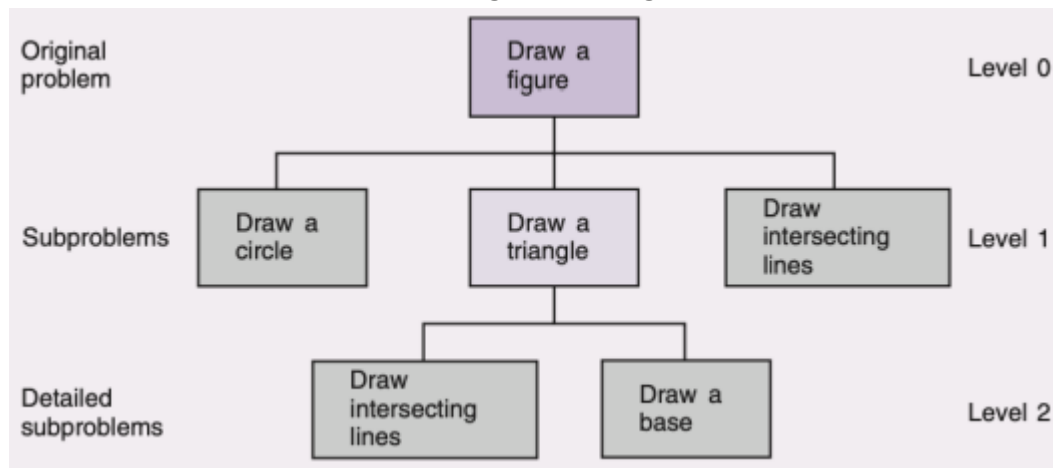 Original
problem
Draw a
figure
Level 0
Subproblems
Draw a
circle
Draw a
triangle
Draw
intersecting
lines
Level 1
Detailed
subproblems
Draw
intersecting
lines
Draw a
base
Level 2